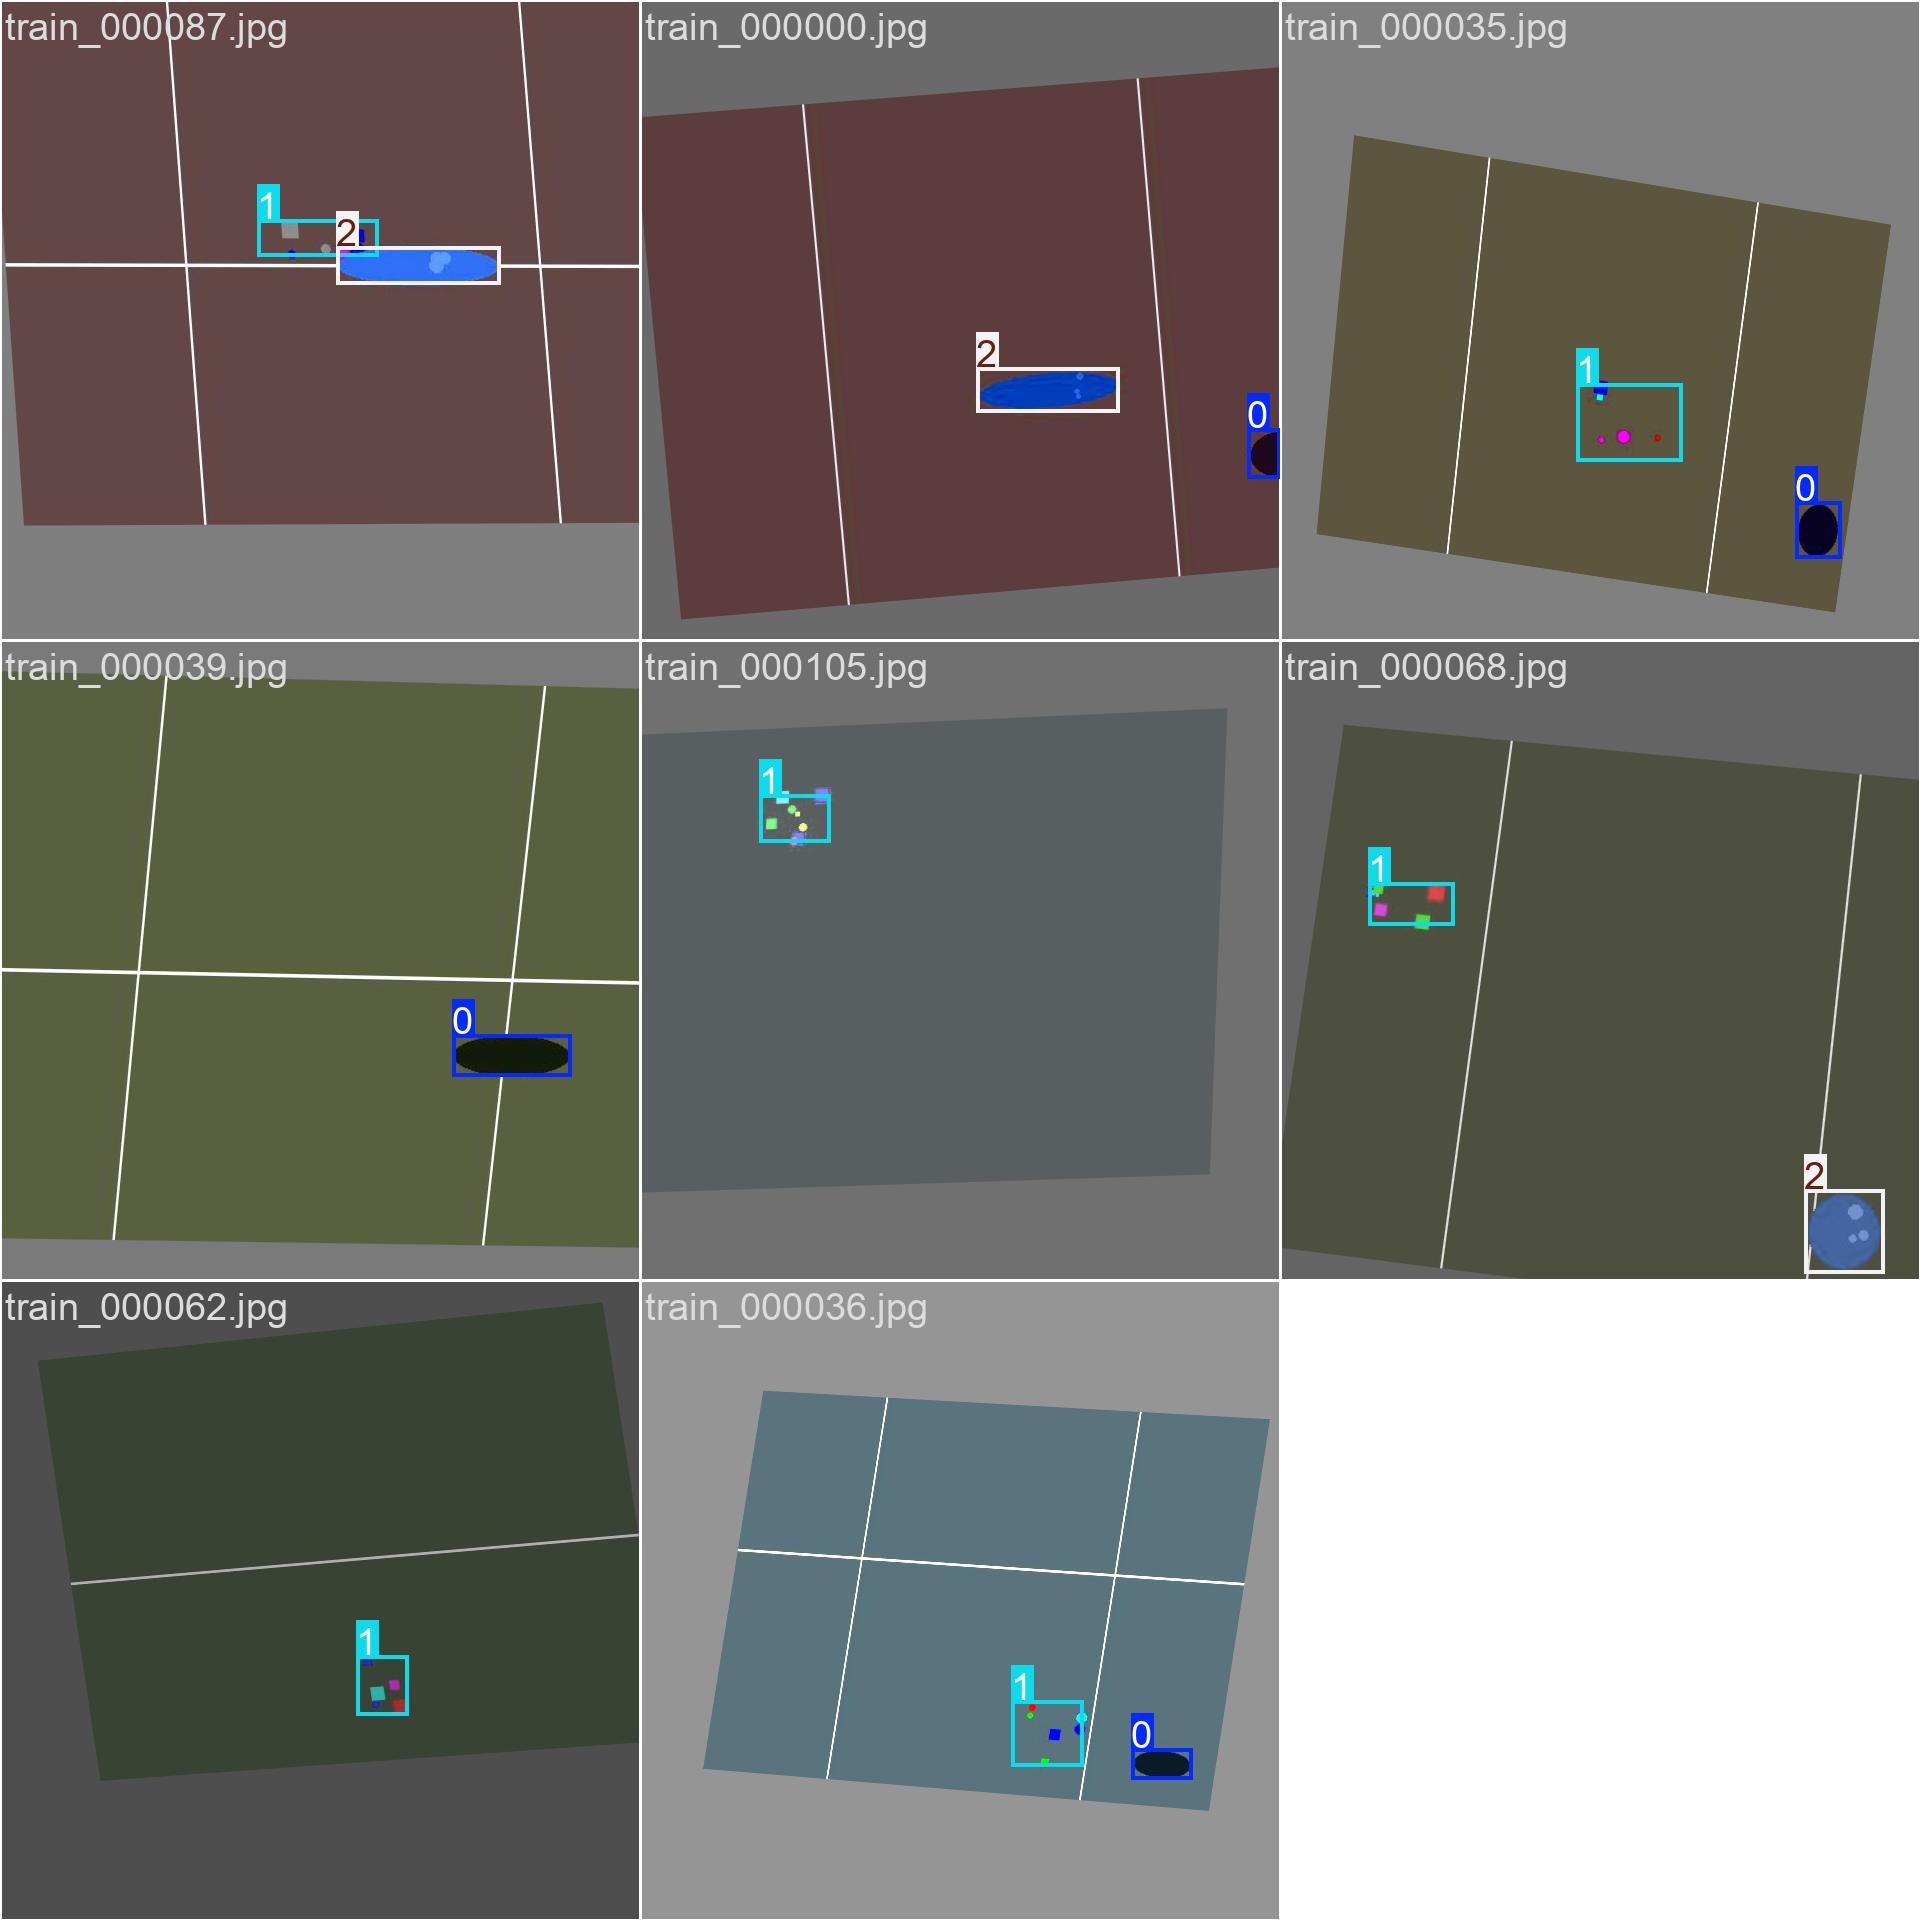 train_000087.jpg
train_000000.jpg
train_000035.jpg
1
2
2
0
1
0
train_000039.jpg
train_000105.jpg
train_000068.jpg
0
1
1
2
train_000062.jpg
train_000036.jpg
1
1
0